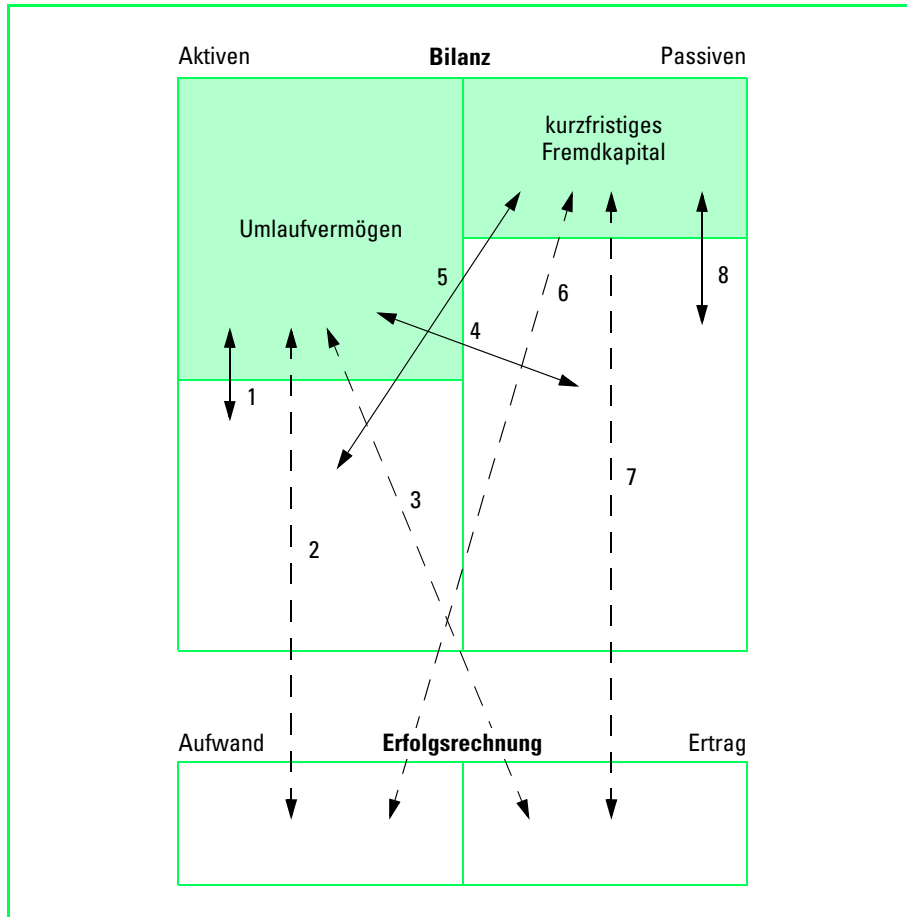 Aktiven Bilanz Passiven
kurzfristiges
Fremdkapital
Umlaufvermögen
5
6
8
4
1
7
3
2
Aufwand Erfolgsrechnung Ertrag